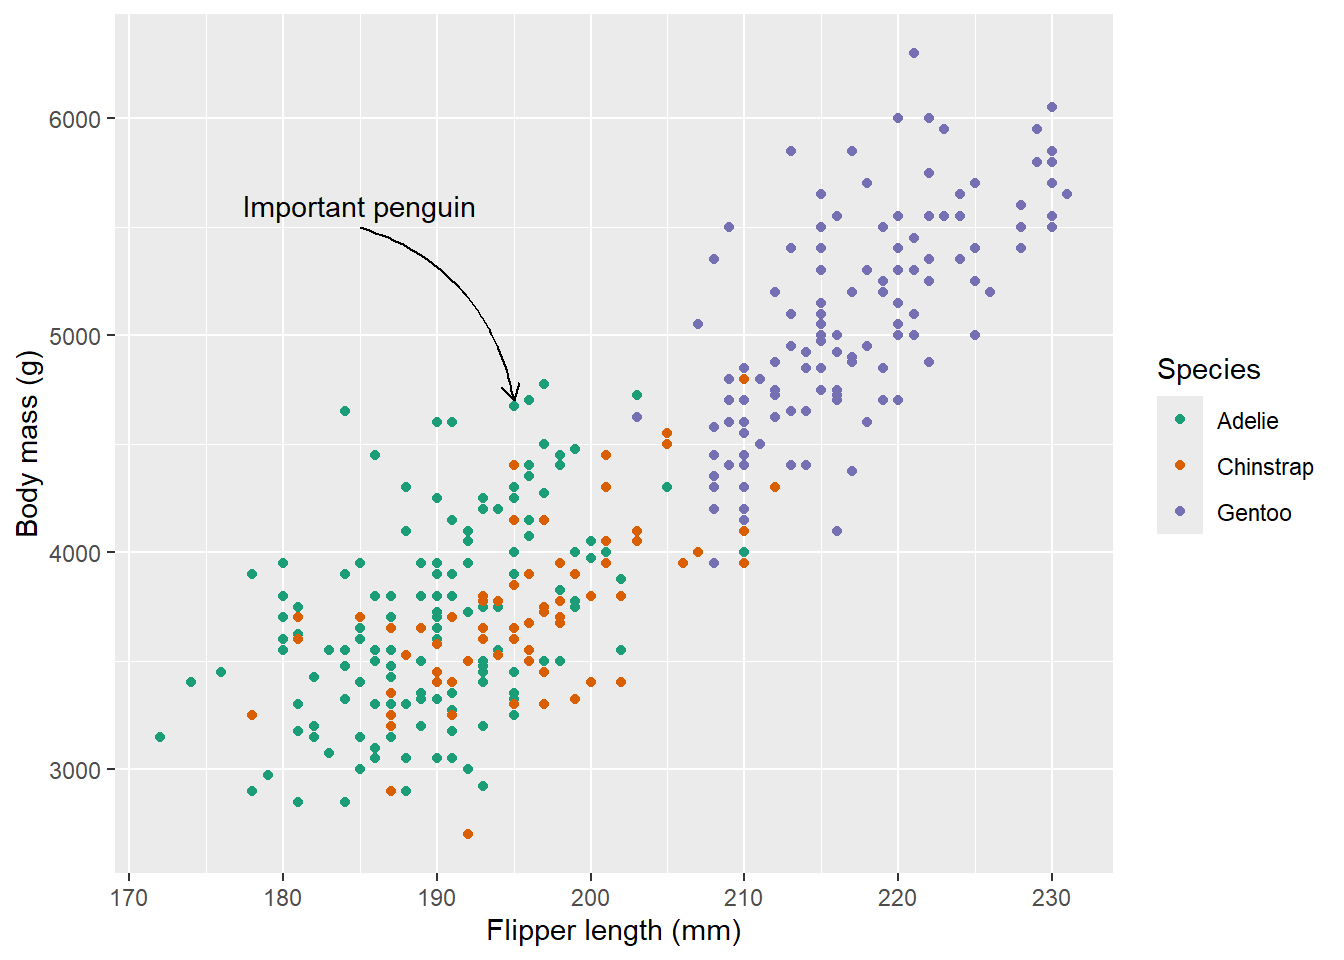 6000
5000
4000
3000
Body mass (g)
Important penguin
170 180 190 200 210 220 230
Flipper length (mm)
Species
Adelie
Chinstrap
Gentoo